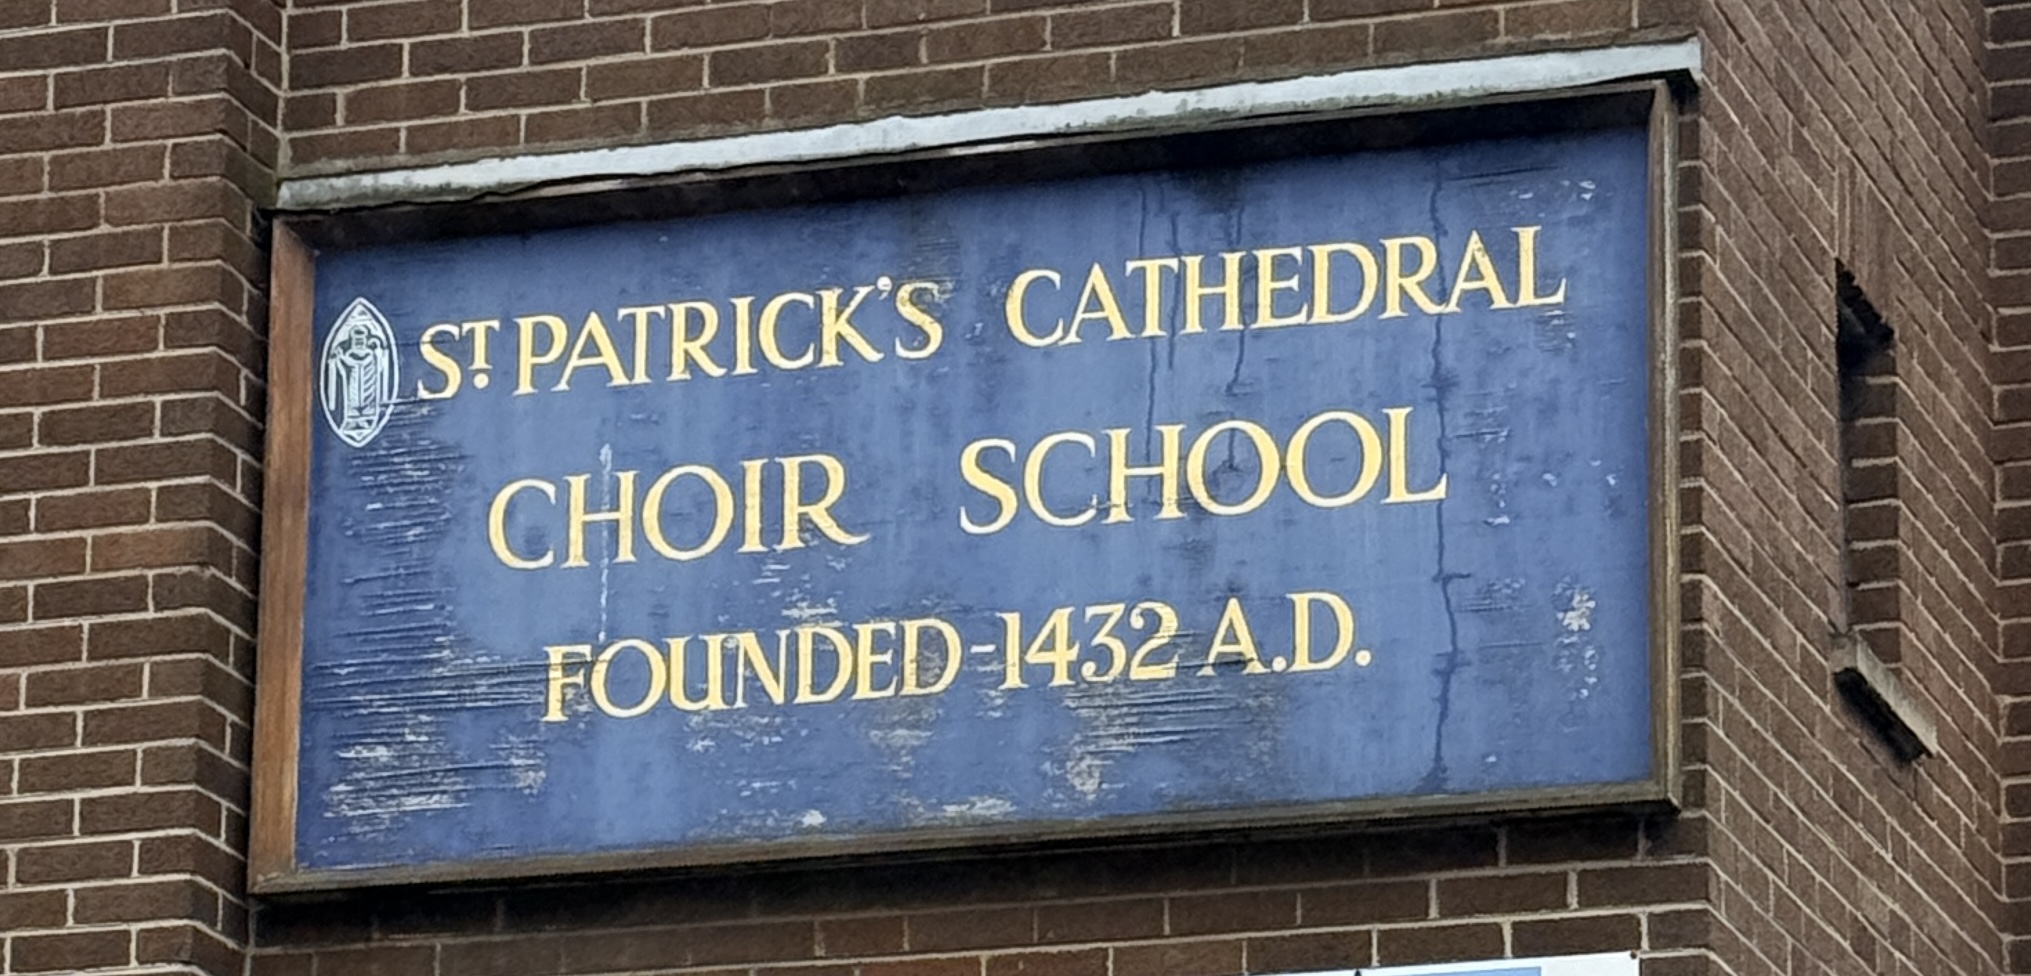 ST. PATRICK'S CATHEDRAL
CHOIR SCHOOL
FOUNDED-1432 A.D.